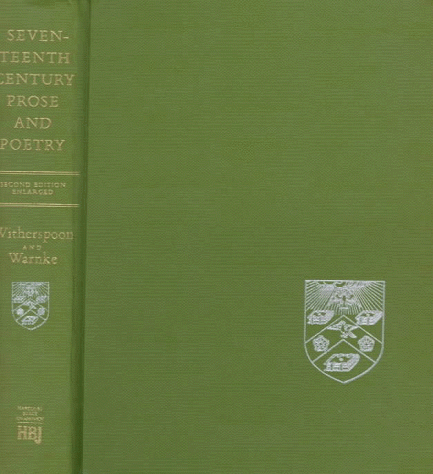 SEVEN-
TEENTH
CENTURY
PROSE
AND
POETRY
SECOND EDITION
ENLARGED
Witherspoon
AND
Warnke
HBJ